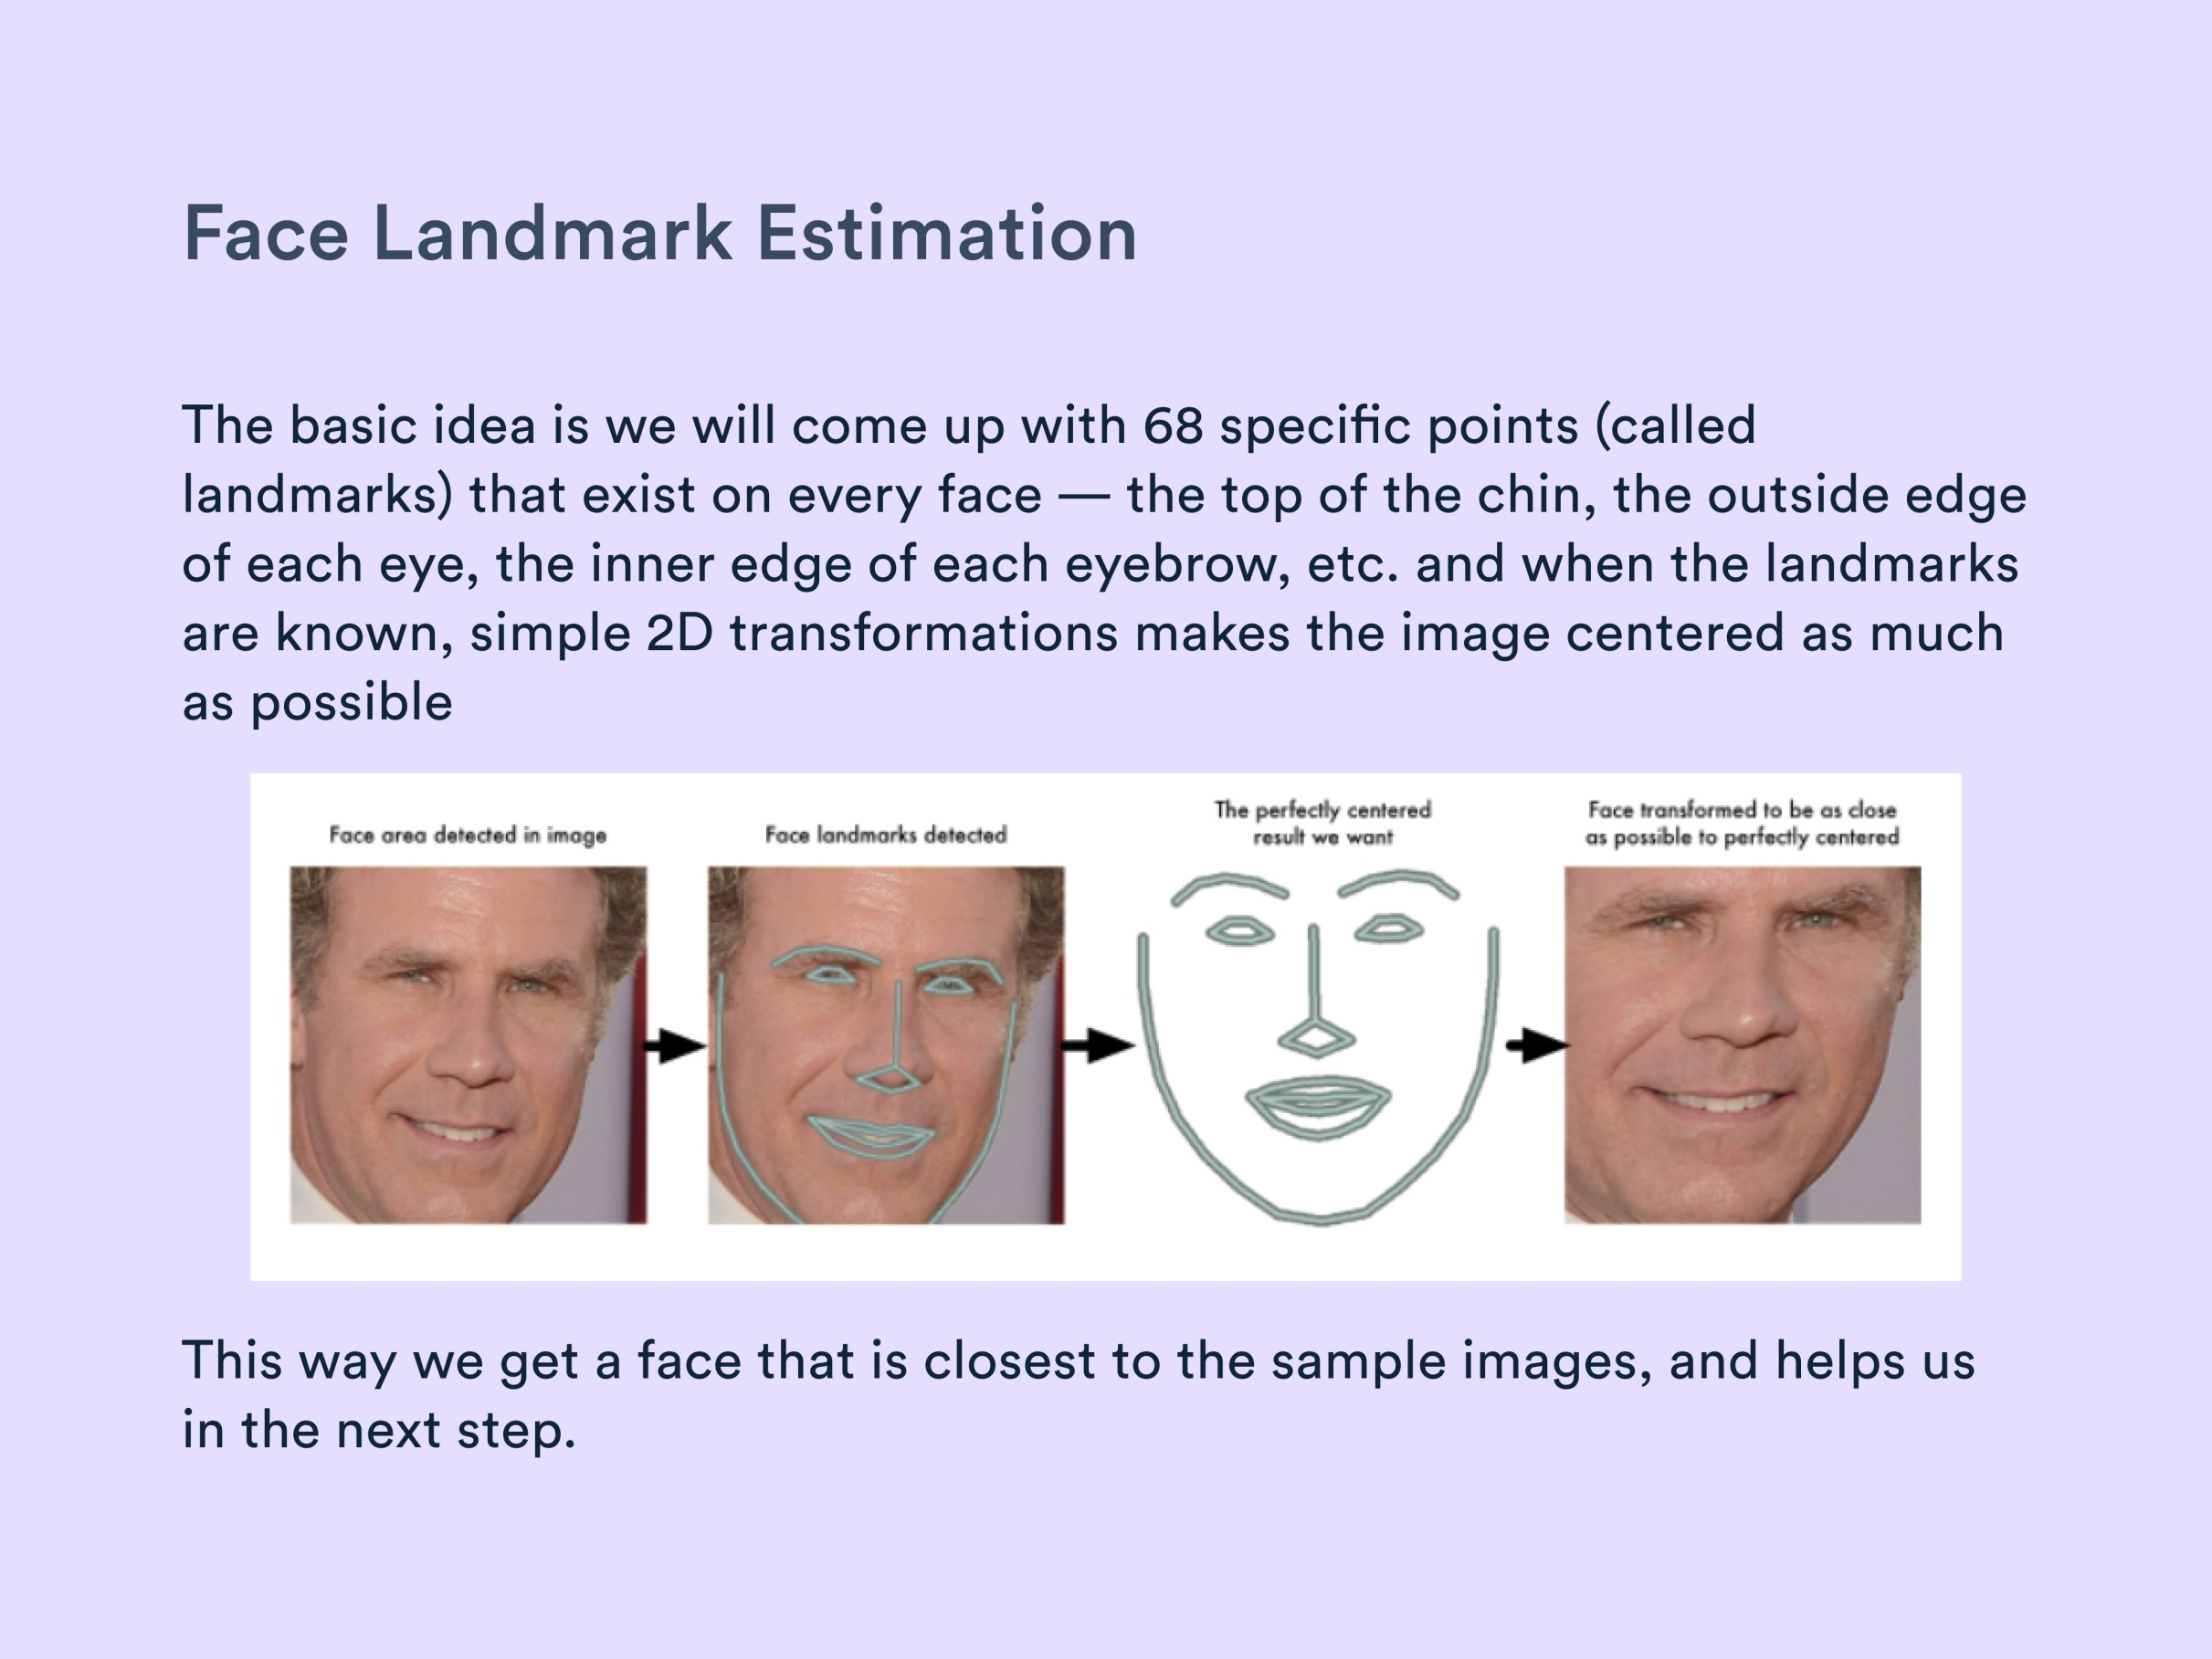 Face Landmark Estimation
The basic idea is we will come up with 68 specific points (called
landmarks) that exist on every face — the top of the chin, the outside edge
of each eye, the inner edge of each eyebrow, etc. and when the landmarks
are known, simple 2D transformations makes the image centered as much
as possible
Face area detected in image
Face landmarks detected
The perfectly centered
result we want
Face transformed to be as close
as possible to perfectly centered
This way we get a face that is closest to the sample images, and helps us
in the next step.